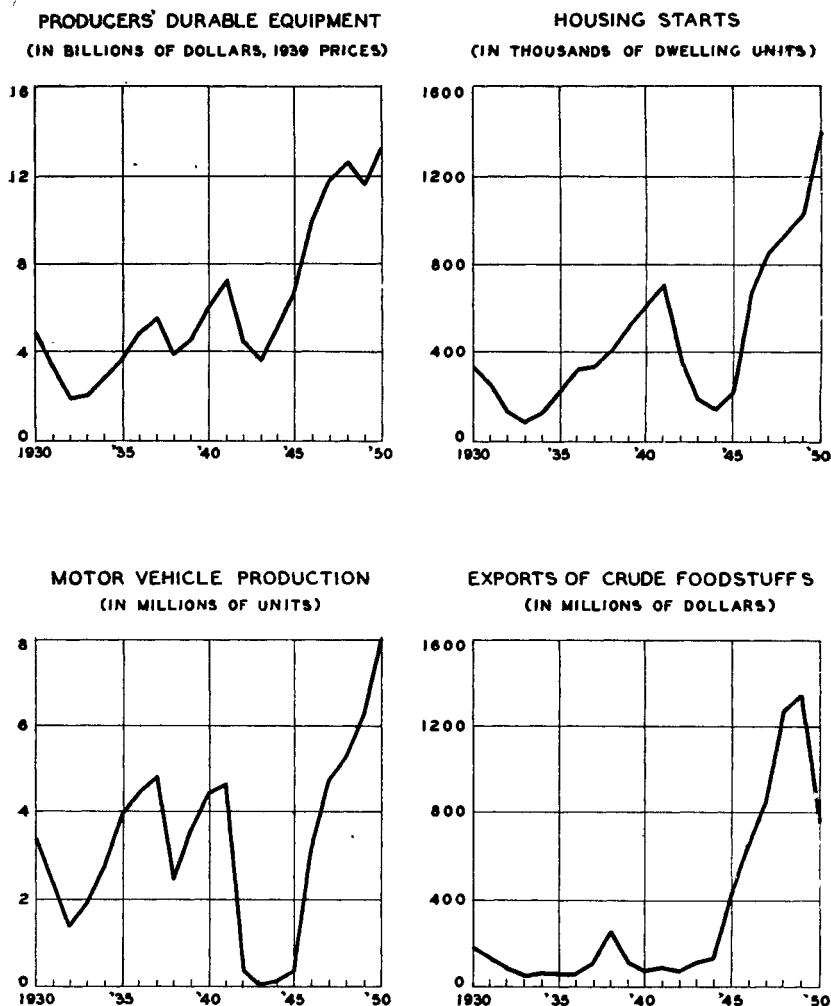 PRODUCERS' DURABLE EQUIPMENT
(IN BILLIONS OF DOLLARS, 1939 PRICES)
16
12
8
4
0
1930 '35 '40 '45 '50
HOUSING STARTS
(IN THOUSANDS OF DWELLING UNITS)
1600
1200
800
400
0
1930 '35 '40 '45 '50
MOTOR VEHICLE PRODUCTION
(IN MILLIONS OF UNITS)
8
6
4
2
0
1930 '35 '40 '45 '50
EXPORTS OF CRUDE FOODSTUFFS
(IN MILLIONS OF DOLLARS)
1600
1200
800
400
0
1930 '35 '40 '45 '50